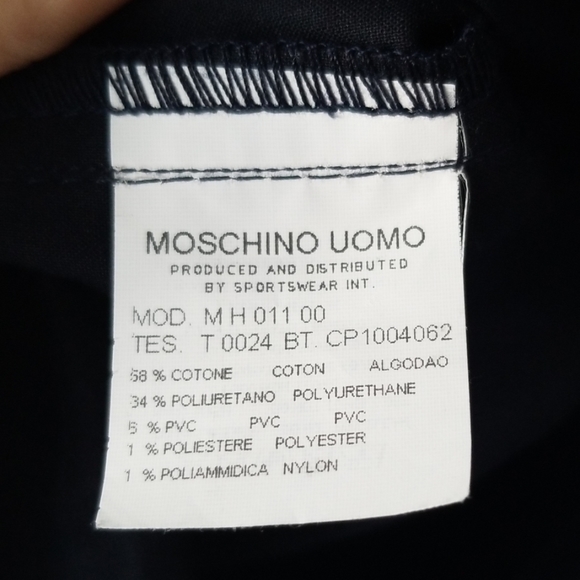 MOSCHINO UOMO
PRODUCED AND DISTRIBUTED
BY SPORTSWEAR INT.
MOD. M H 011 00
TES. T 0024 BT. CP1004062
58 % COTONE COTON ALGODAO
34 % POLIURETANO POLYURETHANE
% PVC PVC PVC
1 % POLIESTERE POLYESTER
1 % POLIAMMIDICA NYLON